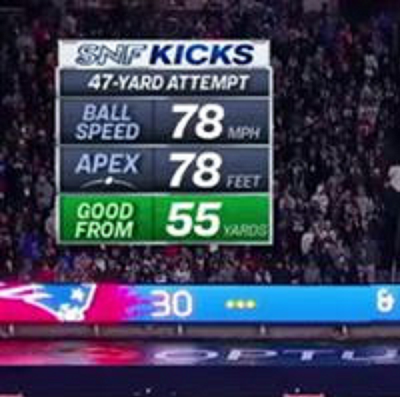 SNF KICKS
47-YARD ATTEMPT
BALL SPEED 78 MPH
APEX 78 FEET
GOOD FROM 55 YARDS
30 &